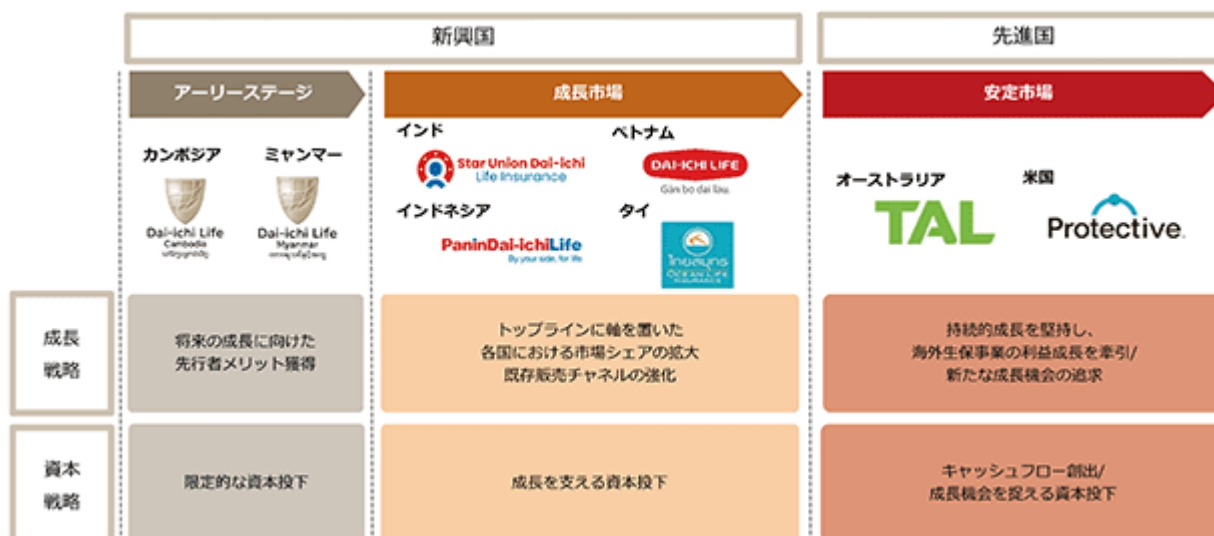 新興国
先進国
アーリーステージ
成長市場
安定市場
カンボジア
Dai-ichi Life
Cambodia
ミャンマー
Dai-ichi Life
Myanmar
インド
Star Union Dai-ichi
Life Insurance
ベトナム
DAI-ICHI LIFE
Gắn bó dài lâu.
インドネシア
PaninDai-ichiLife
By your side, for life
タイ
ไทยสมุทร
OCEAN LIFE
INSURANCE
オーストラリア
TAL
米国
Protective.
成長
戦略
将来の成長に向けた
先行者メリット獲得
トップラインに軸を置いた
各国における市場シェアの拡大
既存販売チャネルの強化
持続的成長を堅持し、
海外生保事業の利益成長を牽引/
新たな成長機会の追求
資本
戦略
限定的な資本投下
成長を支える資本投下
キャッシュフロー創出/
成長機会を捉える資本投下